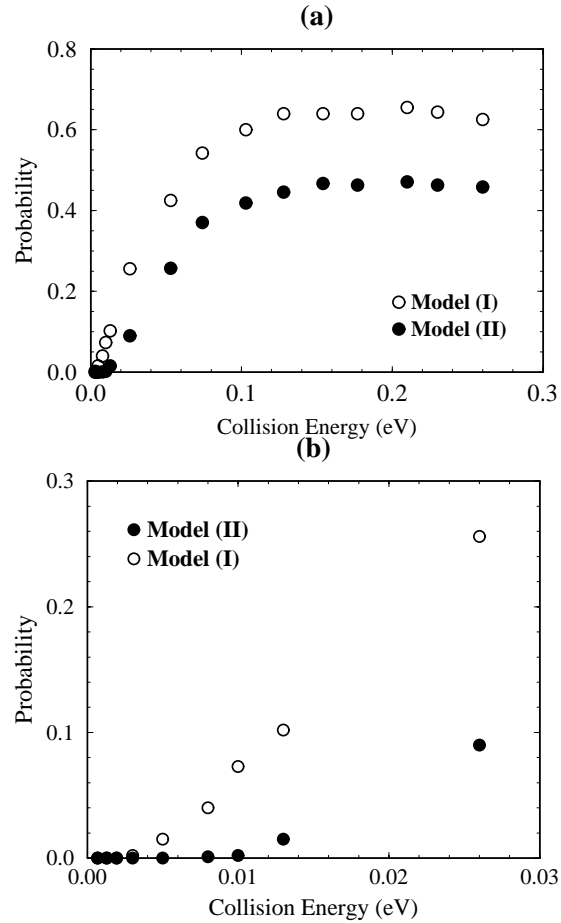 (a)
0.8
0.6
0.4
0.2
0.0
Probability
Model (I)
Model (II)
0.0 0.1 0.2 0.3
Collision Energy (eV)
(b)
0.3
0.2
0.1
0.0
Probability
Model (II)
Model (I)
0.00 0.01 0.02 0.03
Collision Energy (eV)